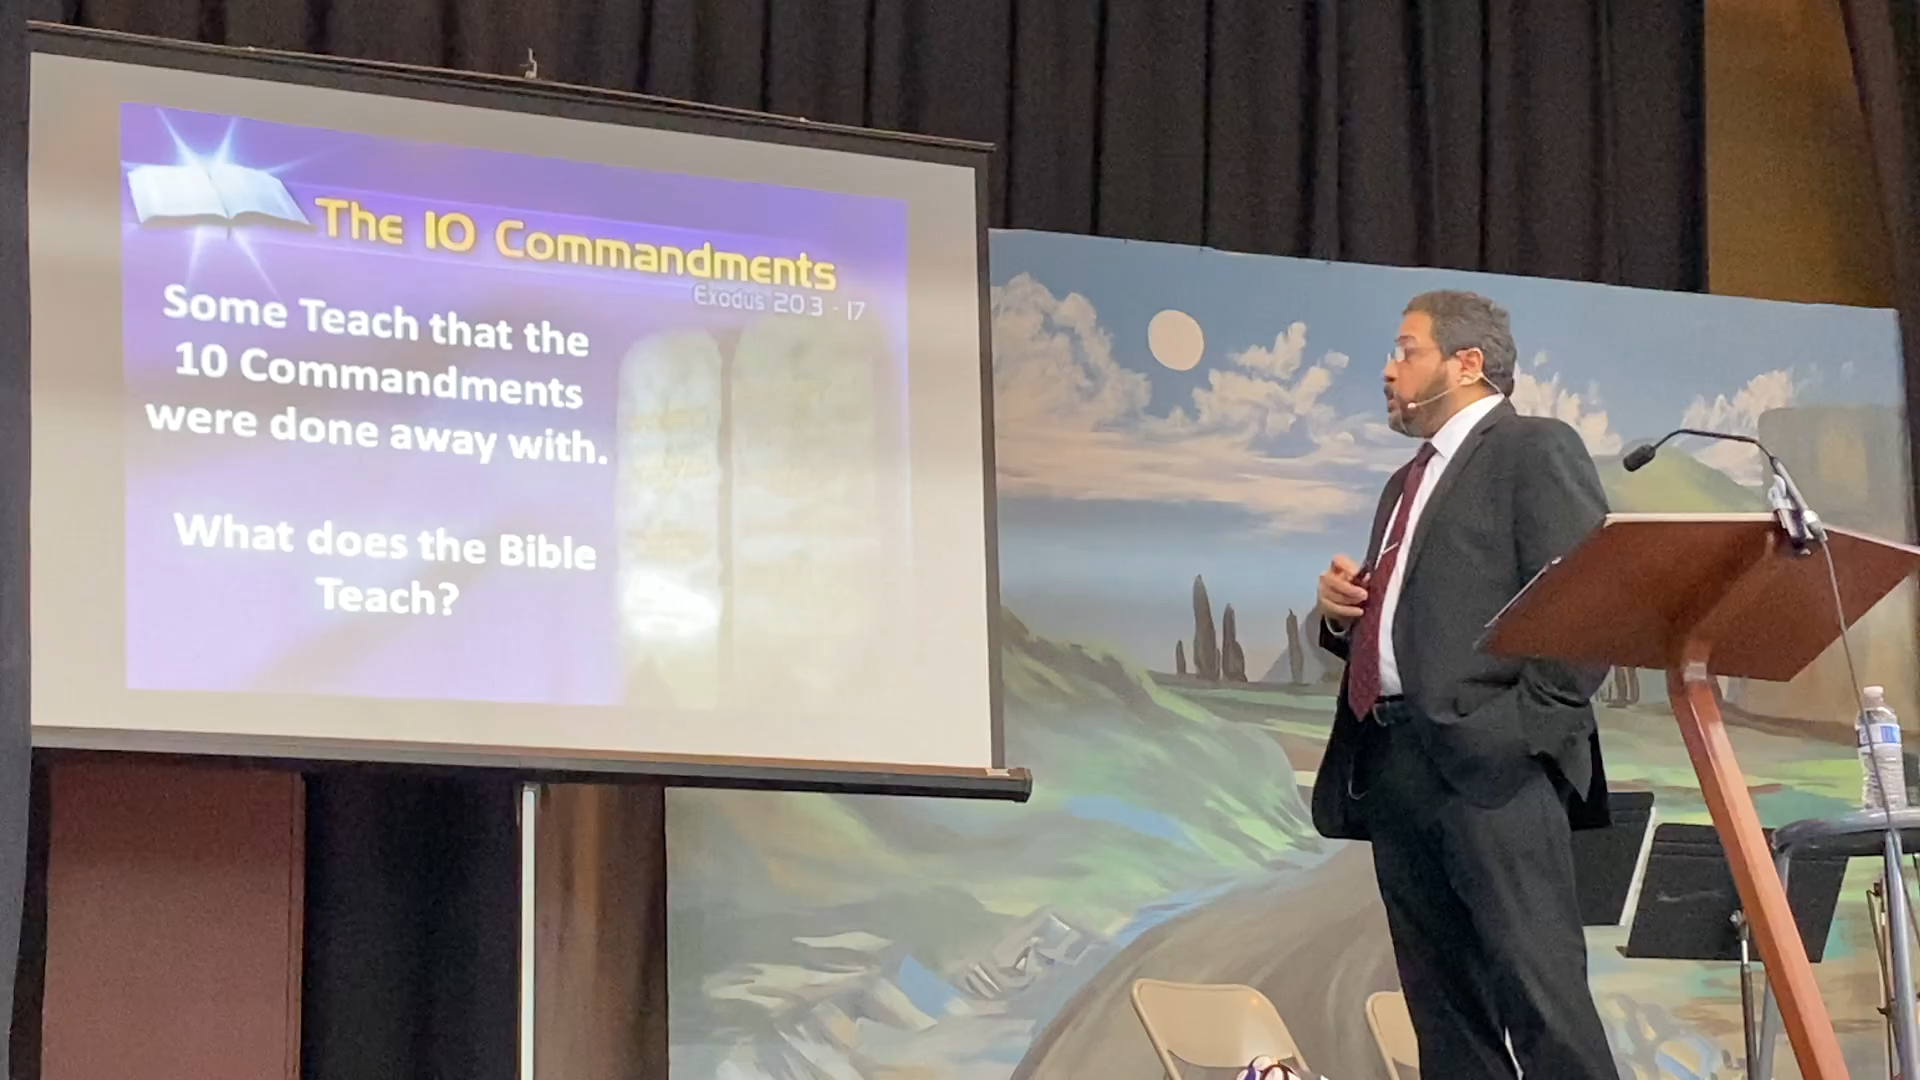 The 10 Commandments
Exodus 20:3 - 17
Some Teach that the
10 Commandments
were done away with.
What does the Bible
Teach?